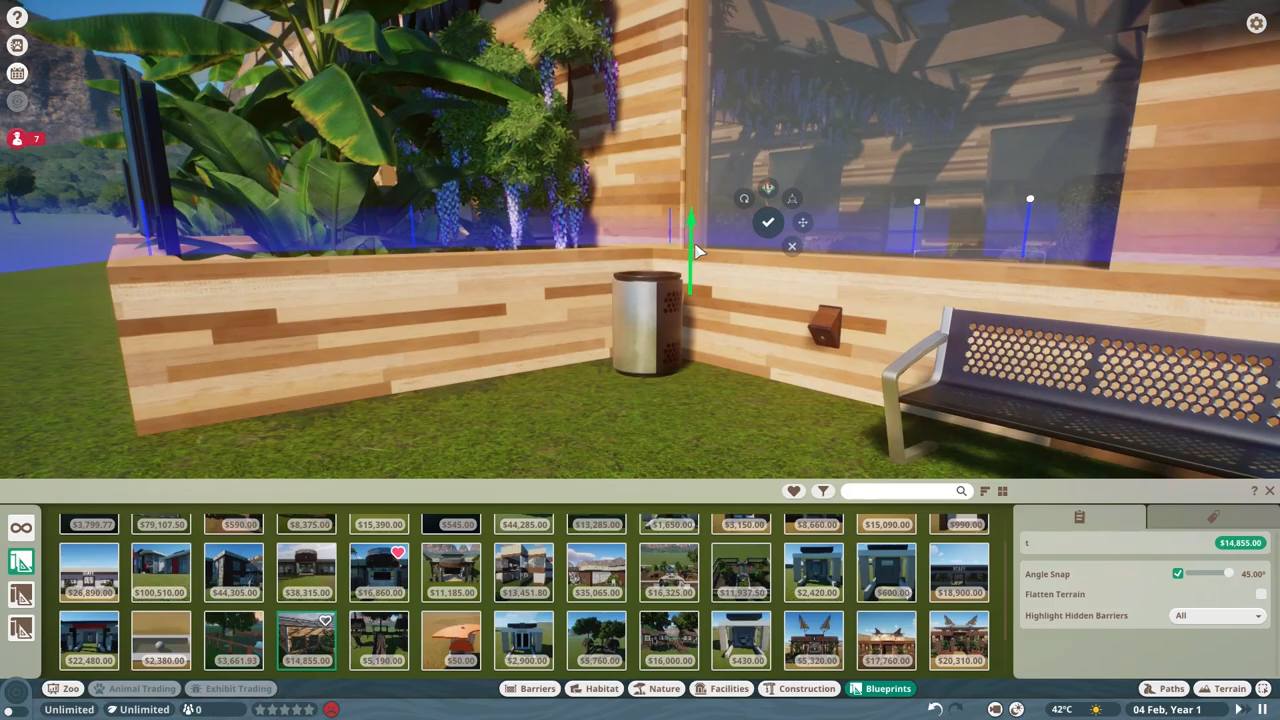 ?
7
?
$3,799.77 $79,107.50 $590.00 $8,375.00 $15,390.00 $545.00 $44,285.00 $13,285.00 $1,650.00 $3,150.00 $8,660.00 $15,090.00 $990.00
$26,890.00 $100,510.00 $44,305.00 $38,315.00 $16,860.00 $11,185.00 $13,451.80 $35,065.00 $16,325.00 $11,937.50 $2,420.00 $600.00 $18,900.00
$22,480.00 $2,380.00 $3,661.93 $14,855.00 $5,190.00 $50.00 $2,900.00 $5,760.00 $16,000.00 $430.00 $5,320.00 $17,760.00 $20,310.00
t $14,855.00
Angle Snap 45.00°
Flatten Terrain
Highlight Hidden Barriers All
Zoo Animal Trading Exhibit Trading Barriers Habitat Nature Facilities Construction Blueprints Paths Terrain
Unlimited Unlimited 0 42°C 04 Feb, Year 1